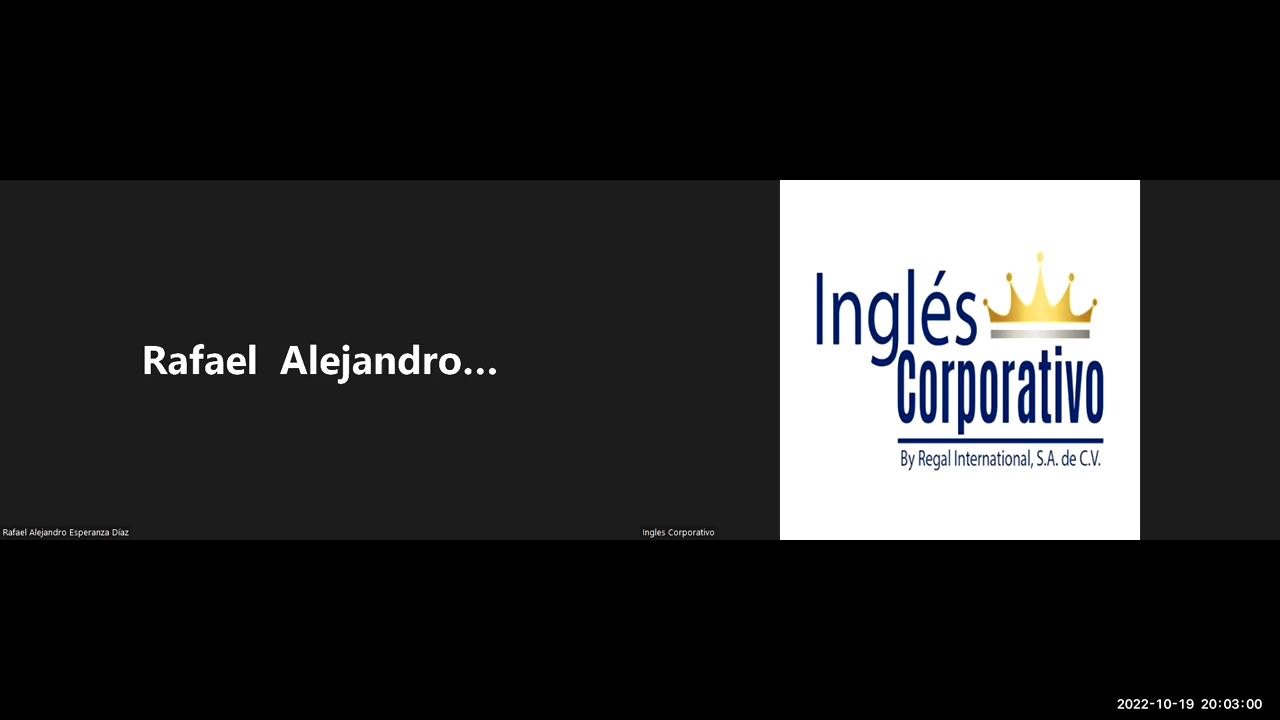 Rafael Alejandro...
Inglés
Corporativo
By Regal International, S.A. de C.V.
Rafael Alejandro Esperanza Díaz
Ingles Corporativo
2022-10-19 20:03:00